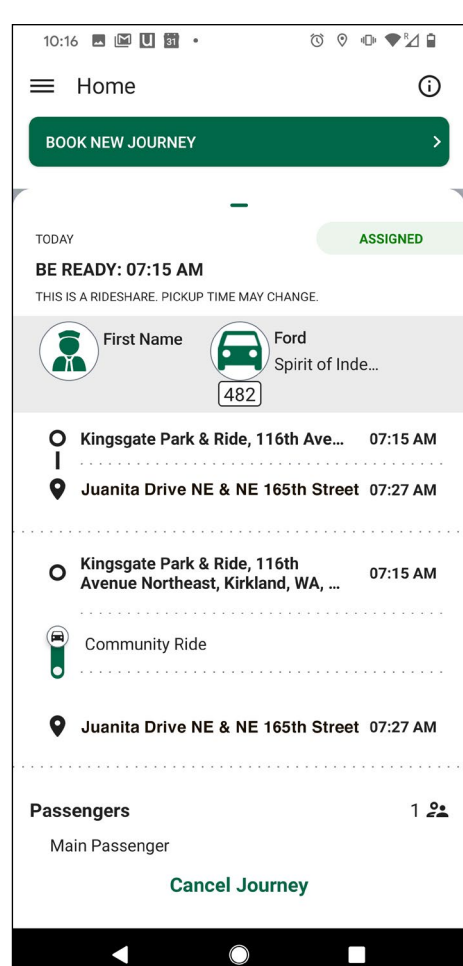 10:16 31
Home
BOOK NEW JOURNEY
TODAY
ASSIGNED
BE READY: 07:15 AM
THIS IS A RIDESHARE. PICKUP TIME MAY CHANGE.
First Name
Ford
Spirit of Inde...
482
Kingsgate Park & Ride, 116th Ave... 07:15 AM
Juanita Drive NE & NE 165th Street 07:27 AM
Kingsgate Park & Ride, 116th
Avenue Northeast, Kirkland, WA, ... 07:15 AM
Community Ride
Juanita Drive NE & NE 165th Street 07:27 AM
Passengers 1
Main Passenger
Cancel Journey